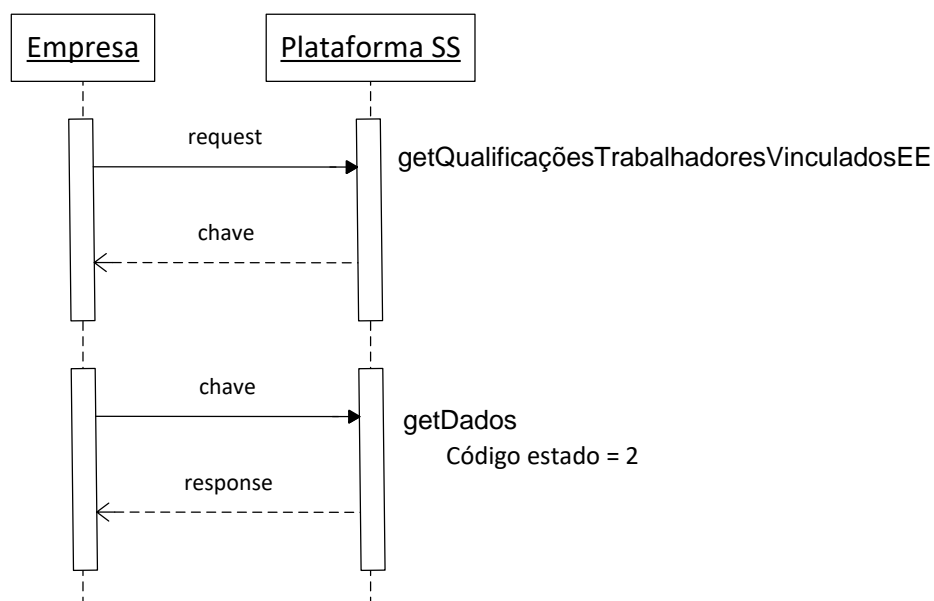 Empresa
Plataforma SS
request
getQualificaçõesTrabalhadoresVinculadosEE
chave
chave
getDados
Código estado = 2
response